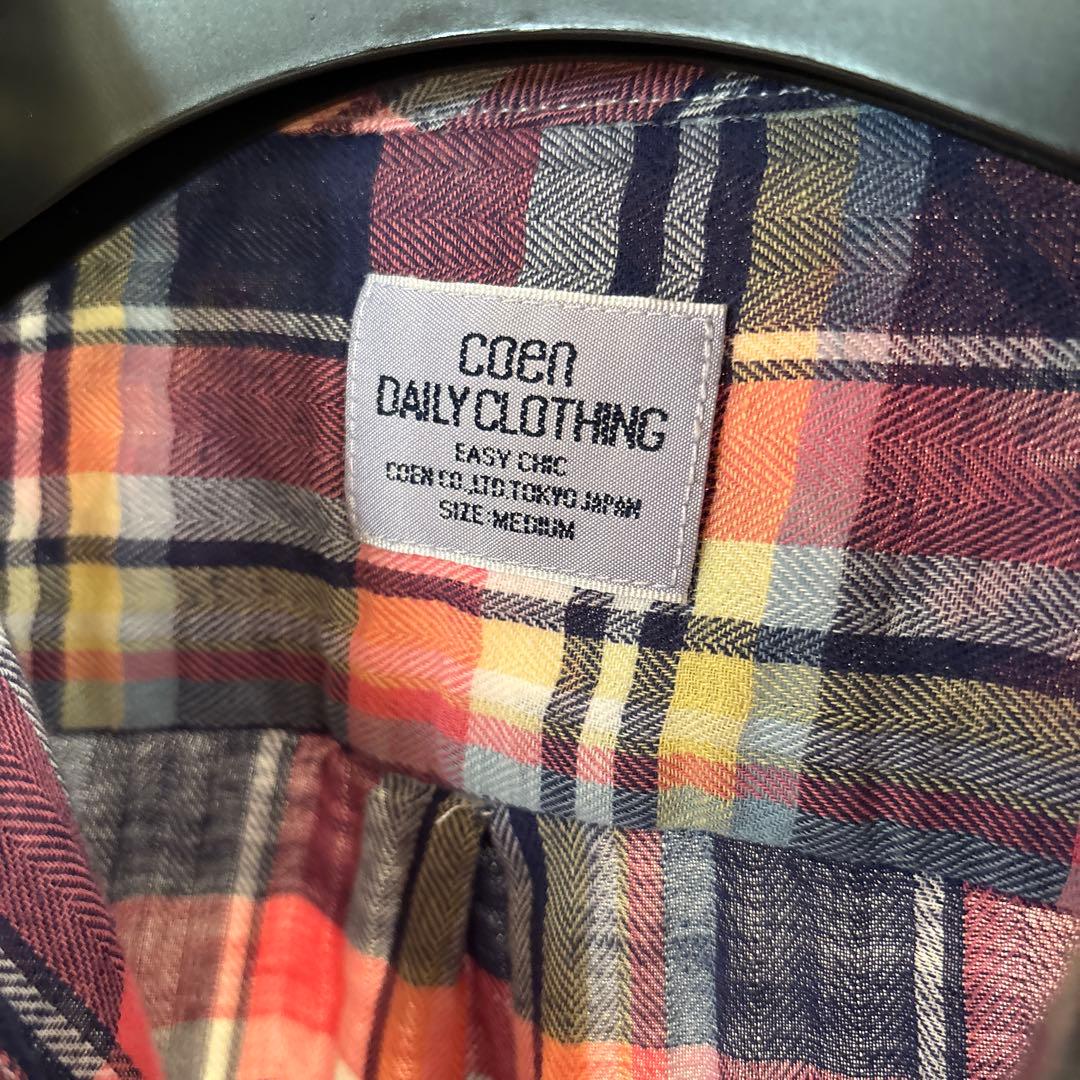 coen
DAILY CLOTHING
EASY CHIC
COEN CO.,LTD.TOKYO JAPAN
SIZE:MEDIUM